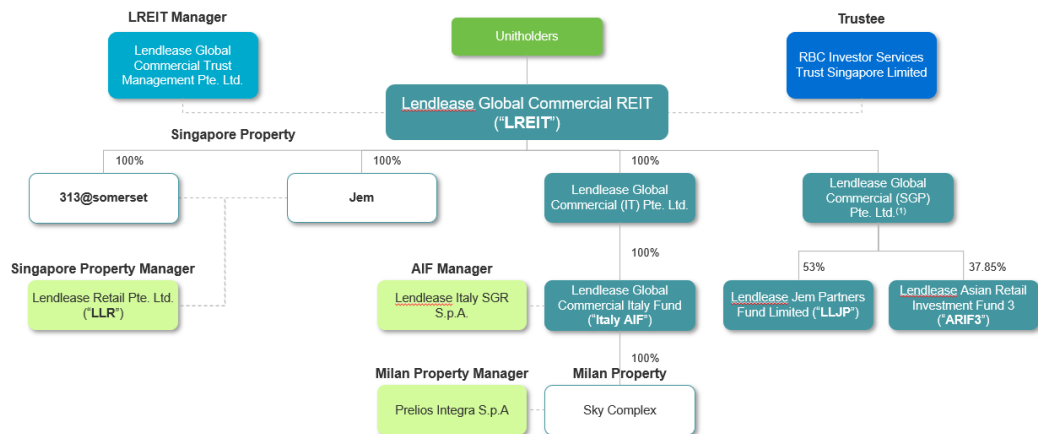 LREIT Manager
Trustee
Lendlease Global
Commercial Trust
Management Pte. Ltd.
Unitholders
RBC Investor Services
Trust Singapore Limited
Lendlease Global Commercial REIT
(“LREIT”)
Singapore Property
100%
100%
100%
313@somerset
Jem
Lendlease Global
Commercial (IT) Pte. Ltd.
Lendlease Global
Commercial (SGP)
Pte. Ltd.(1)
100%
53%
37.85%
Singapore Property Manager
AIF Manager
Lendlease Retail Pte. Ltd.
(“LLR”)
Lendlease Italy SGR
S.p.A.
Lendlease Global
Commercial Italy Fund
(“Italy AIF”)
Lendlease Jem Partners
Fund Limited (“LLJP”)
Lendlease Asian Retail
Investment Fund 3
(“ARIF3”)
100%
Milan Property Manager
Milan Property
Prelios Integra S.p.A
Sky Complex